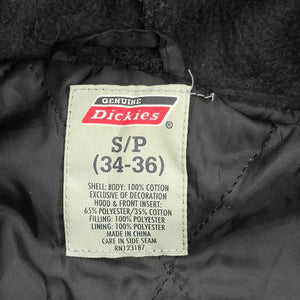 GENUINE
Dickies
®
S/P
(34-36)
SHELL: BODY: 100% COTTON
EXCLUSIVE OF DECORATION
HOOD & FRONT INSERT:
65% POLYESTER/35% COTTON
FILLING: 100% POLYESTER
LINING: 100% POLYESTER
MADE IN CHINA
CARE IN SIDE SEAM
RN123187